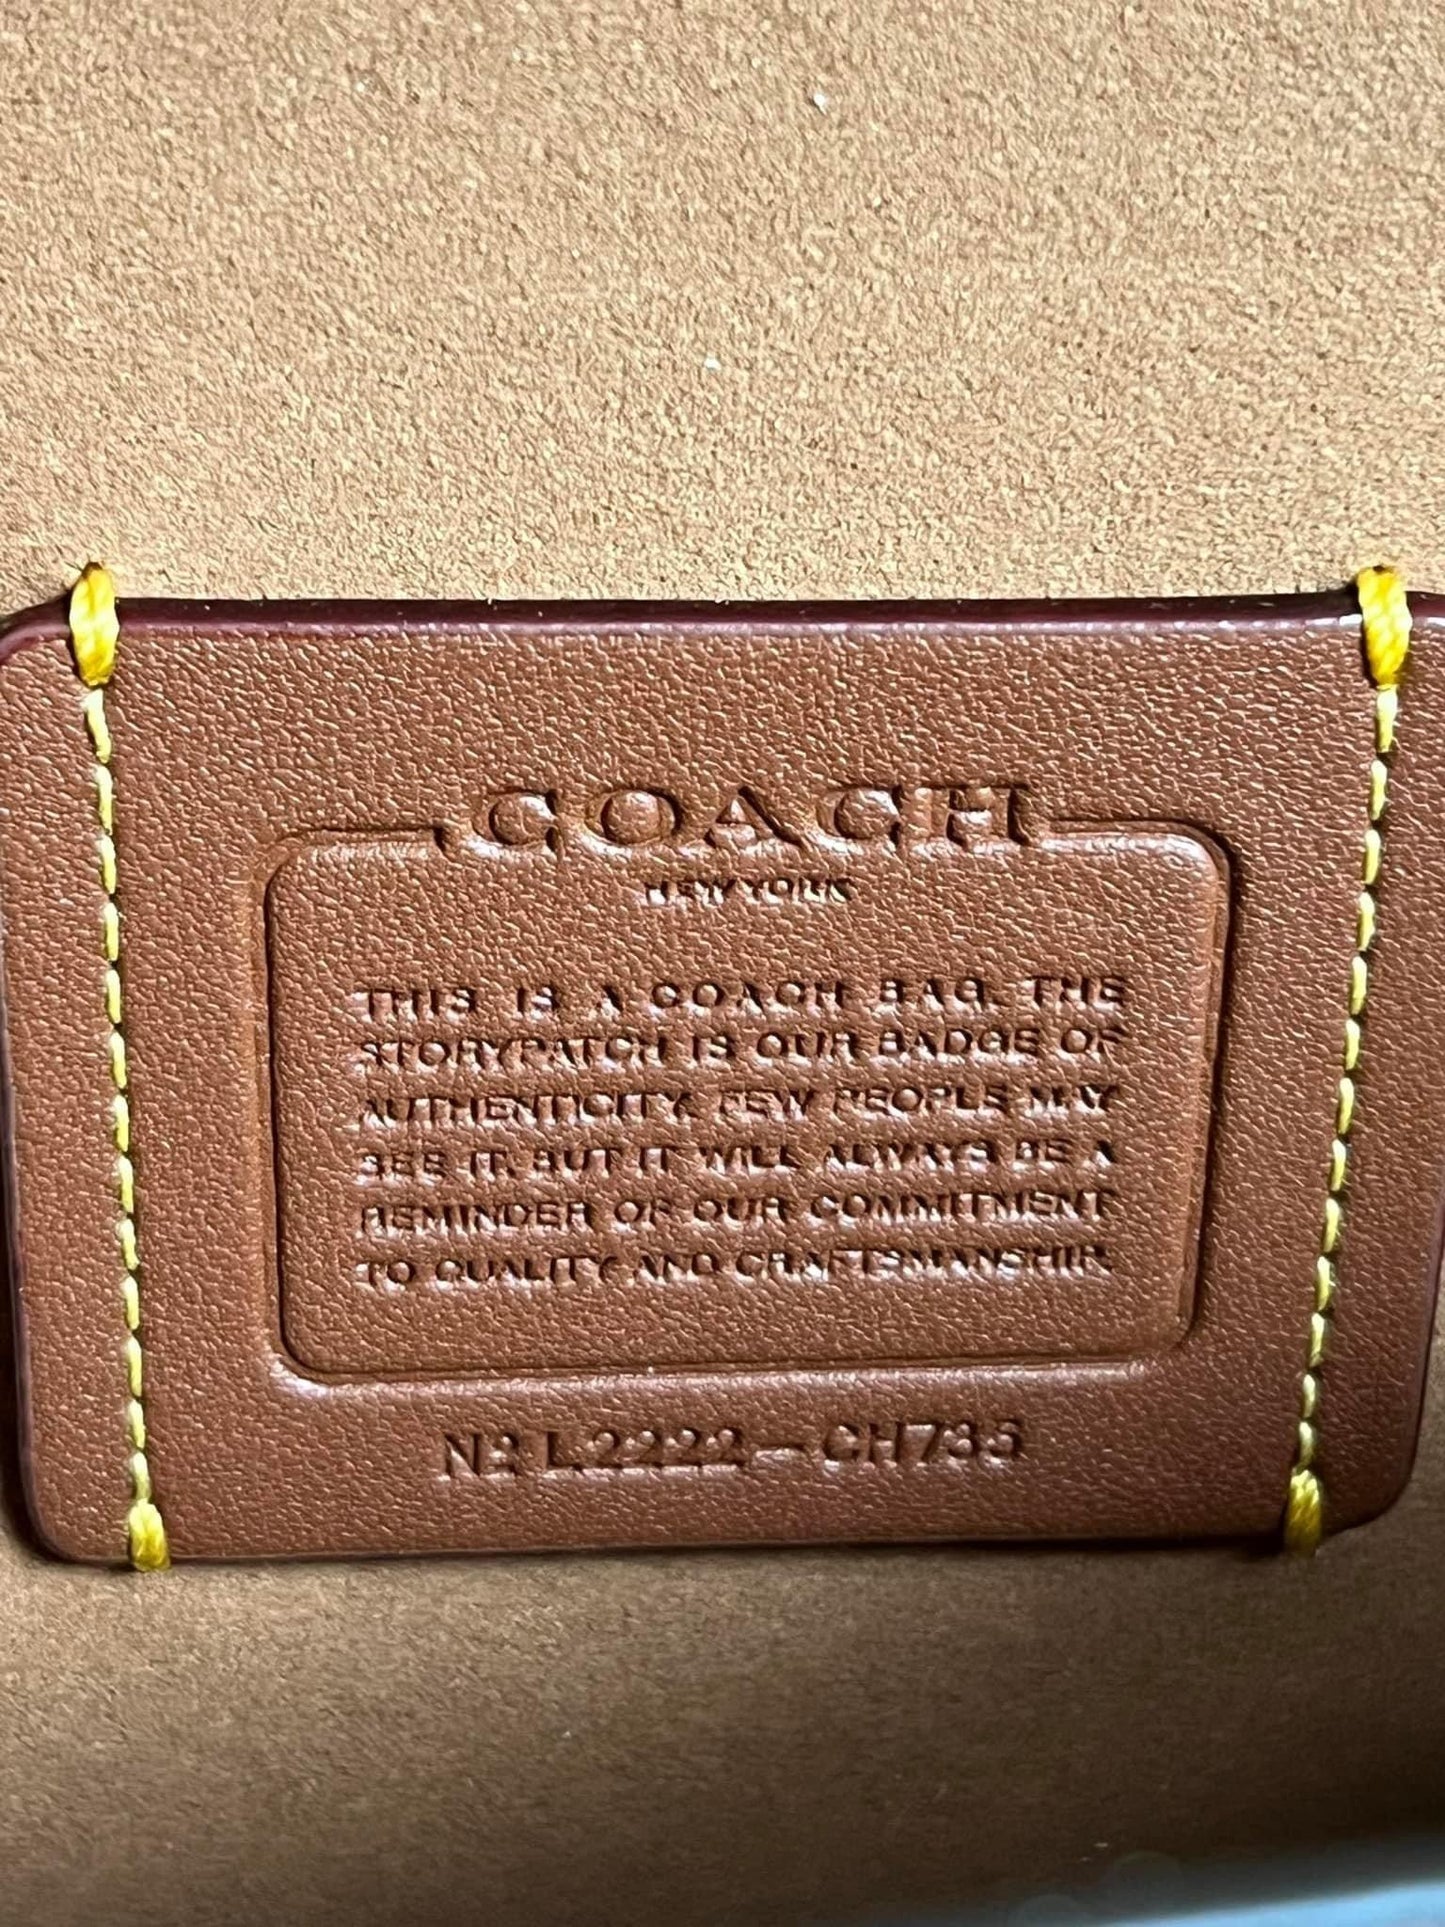 COACH
NEW YORK
THIS IS A COACH BAG. THE
STORYPATCH IS OUR BADGE OF
AUTHENTICITY. FEW PEOPLE MAY
SEE IT. BUT IT WILL ALWAYS BE A
REMINDER OF OUR COMMITMENT
TO QUALITY AND CRAFTSMANSHIP.
Nº L2222-CH735